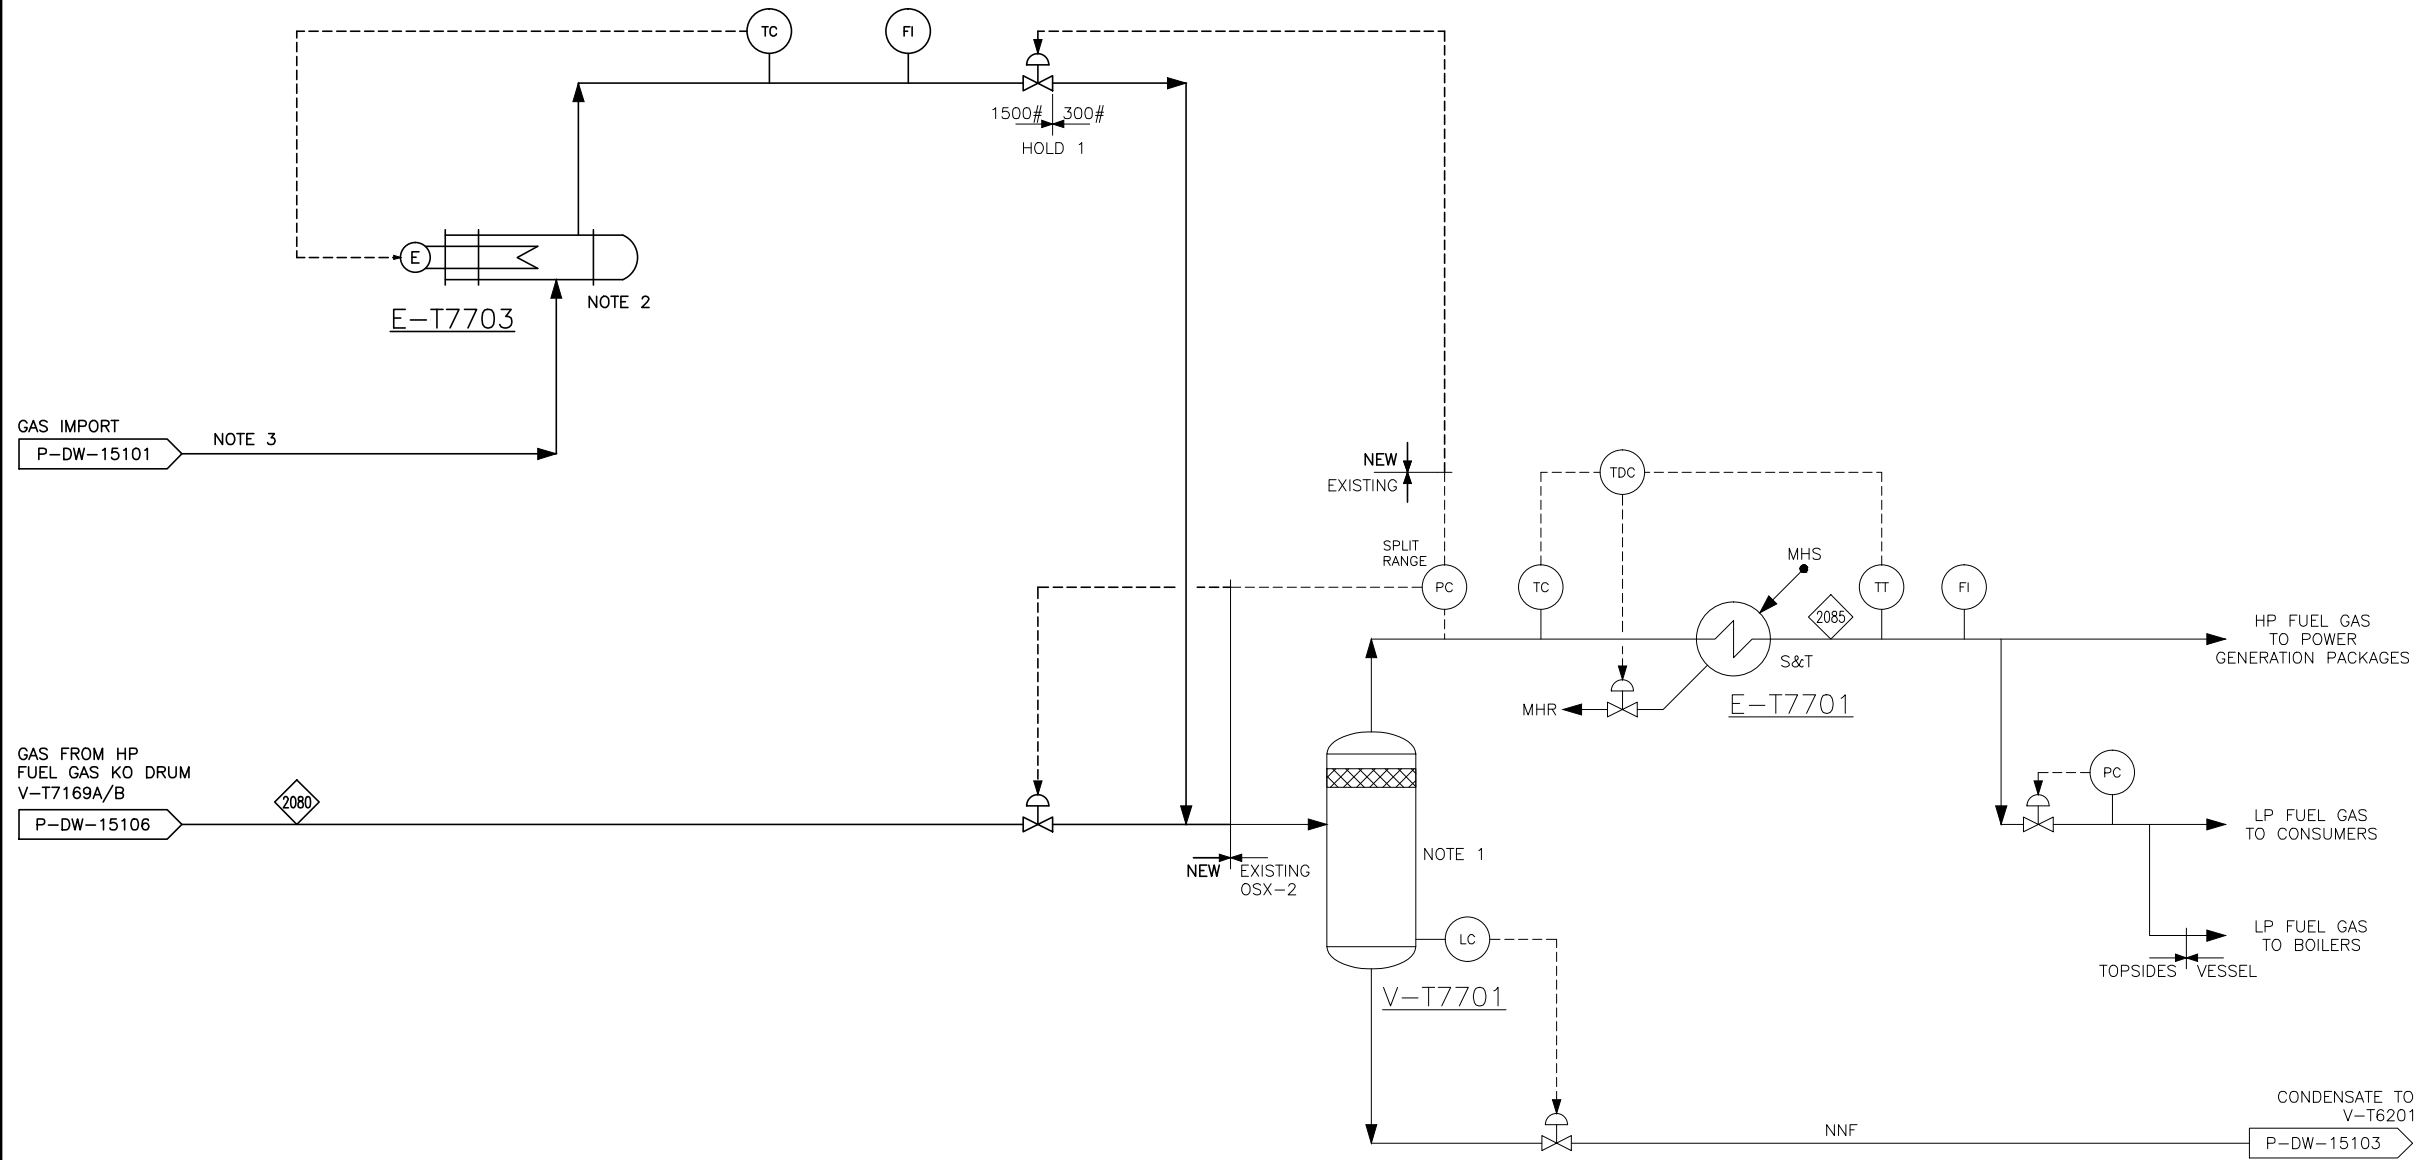 TC
FI
1500# 300#
HOLD 1
E
NOTE 2
E-T7703
GAS IMPORT
P-DW-15101
NOTE 3
NEW
EXISTING
TDC
SPLIT
RANGE
PC
TC
MHS
TT
FI
2085
S&T
E-T7701
MHR
HP FUEL GAS
TO POWER
GENERATION PACKAGES
GAS FROM HP
FUEL GAS KO DRUM
V-T7169A/B
P-DW-15106
2080
PC
LP FUEL GAS
TO CONSUMERS
NOTE 1
NEW
EXISTING
OSX-2
LC
V-T7701
LP FUEL GAS
TO BOILERS
TOPSIDES
VESSEL
NNF
CONDENSATE TO
V-T6201
P-DW-15103